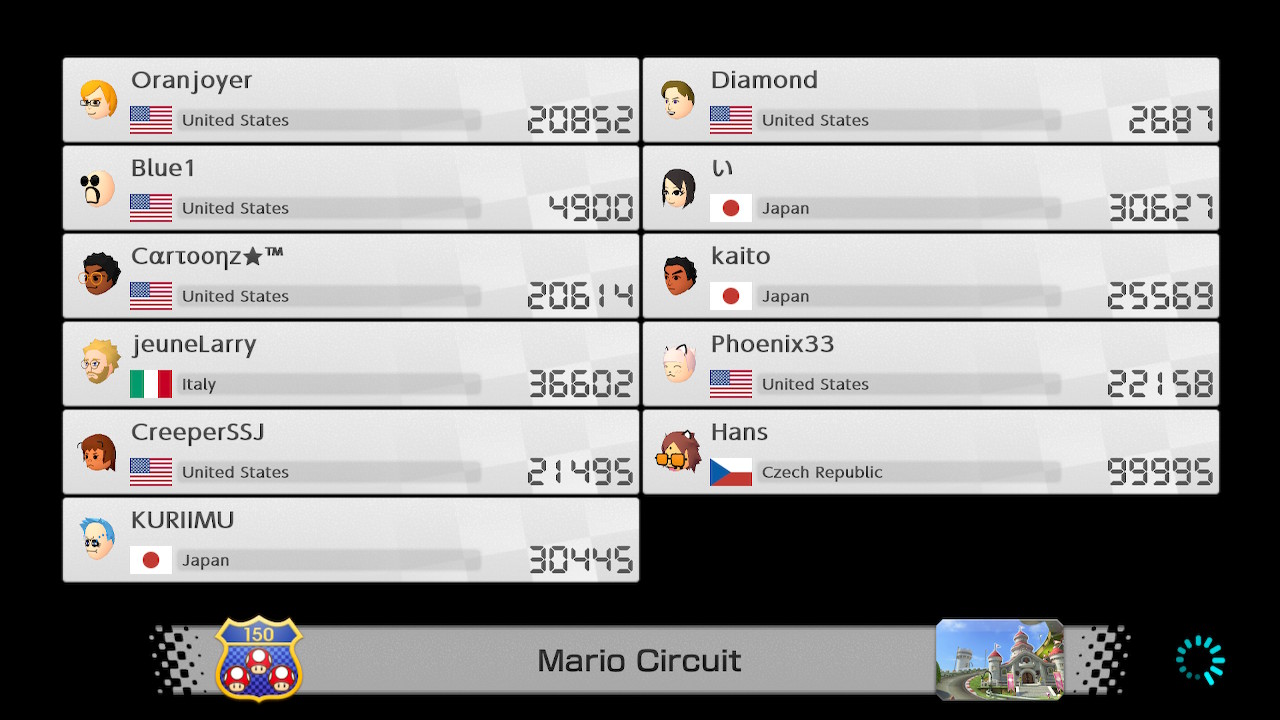 Oranjoyer
United States 20852
Diamond
United States 2687
Blue1
United States 4900
い
Japan 30627
Cαrτooηz★™
United States 20614
kaito
Japan 25569
jeuneLarry
Italy 36602
Phoenix33
United States 22158
CreeperSSJ
United States 21495
Hans
Czech Republic 99995
KURIIMU
Japan 30445
150
Mario Circuit